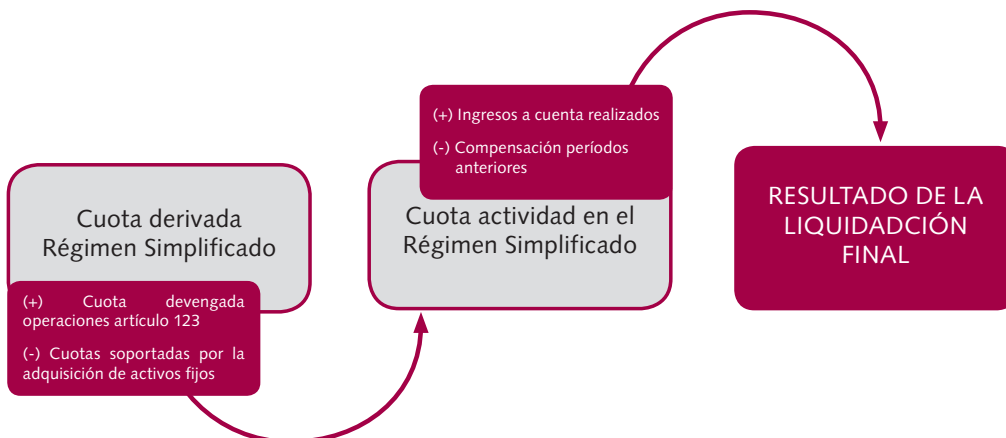 Cuota derivada
Régimen Simplificado
(+) Cuota devengada
operaciones artículo 123
(-) Cuotas soportadas por la
adquisición de activos fijos
(+) Ingresos a cuenta realizados
(-) Compensación períodos
anteriores
Cuota actividad en el
Régimen Simplificado
RESULTADO DE LA
LIQUIDADCCIÓN
FINAL